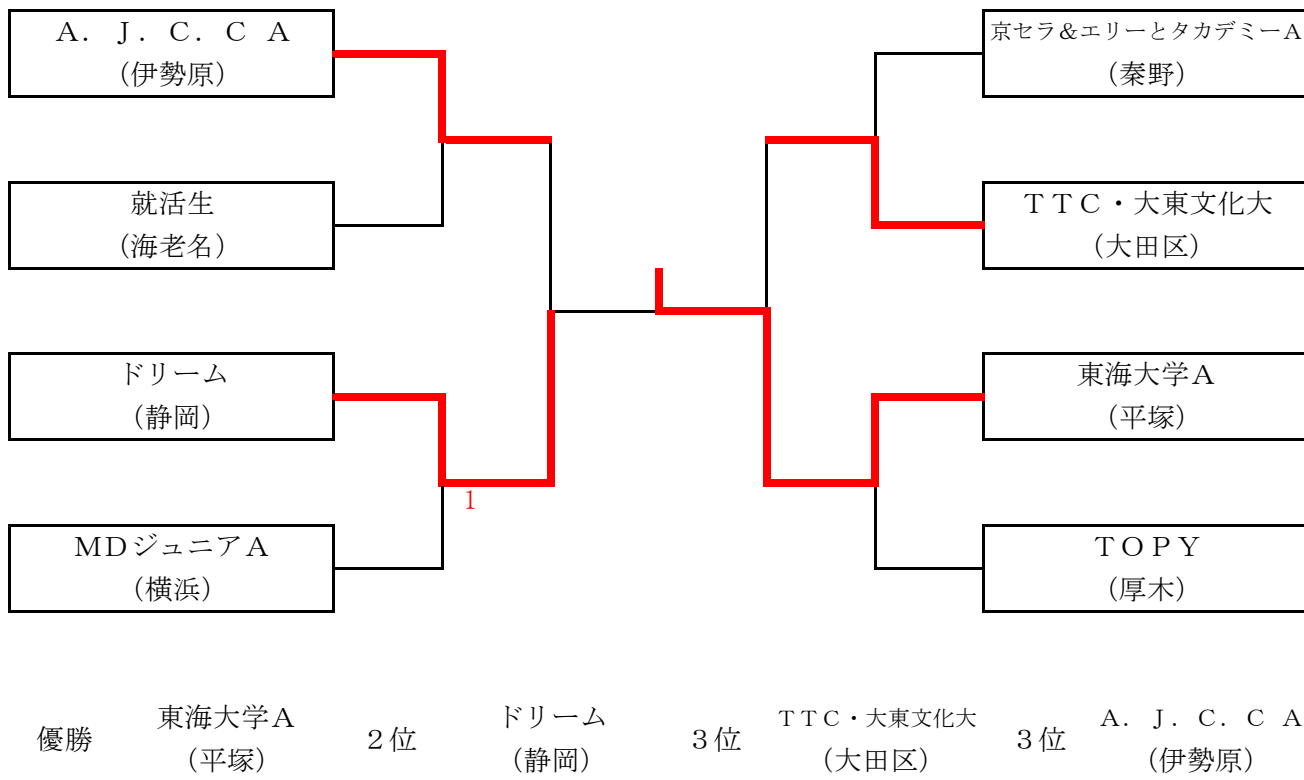 Ａ．Ｊ．Ｃ．Ｃ Ａ
（伊勢原）
就活生
（海老名）
ドリーム
（静岡）
1
ＭＤジュニアＡ
（横浜）
京セラ&エリーとタカデミーＡ
（秦野）
ＴＴＣ・大東文化大
（大田区）
東海大学Ａ
（平塚）
ＴＯＰＹ
（厚木）
優勝 東海大学Ａ
（平塚）
２位 ドリーム
（静岡）
３位 ＴＴＣ・大東文化大
（大田区）
３位 Ａ．Ｊ．Ｃ．Ｃ Ａ
（伊勢原）